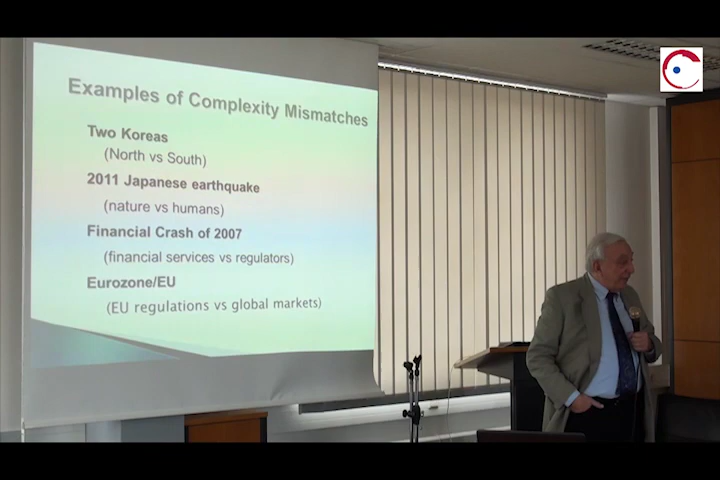 Examples of Complexity Mismatches
Two Koreas
(North vs South)
2011 Japanese earthquake
(nature vs humans)
Financial Crash of 2007
(financial services vs regulators)
Eurozone/EU
(EU regulations vs global markets)